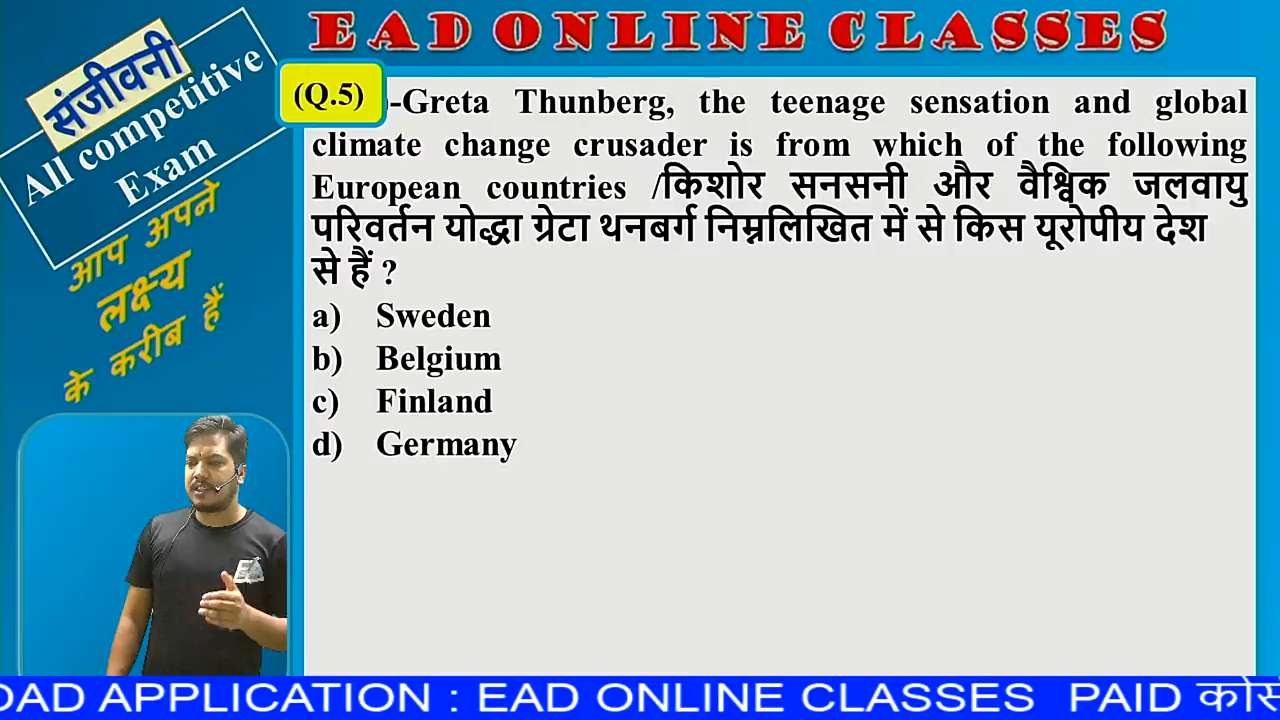 EAD ONLINE CLASSES
संजीवनी
All competitive
Exam
आप अपने
लक्ष्य
के करीब हैं
(Q.5)
-Greta Thunberg, the teenage sensation and global
climate change crusader is from which of the following
European countries /किशोर सनसनी और वैश्विक जलवायु
परिवर्तन योद्धा ग्रेटा थनबर्ग निम्नलिखित में से किस यूरोपीय देश
से हैं ?
a) Sweden
b) Belgium
c) Finland
d) Germany
APPLICATION : EAD ONLINE CLASSES PAID